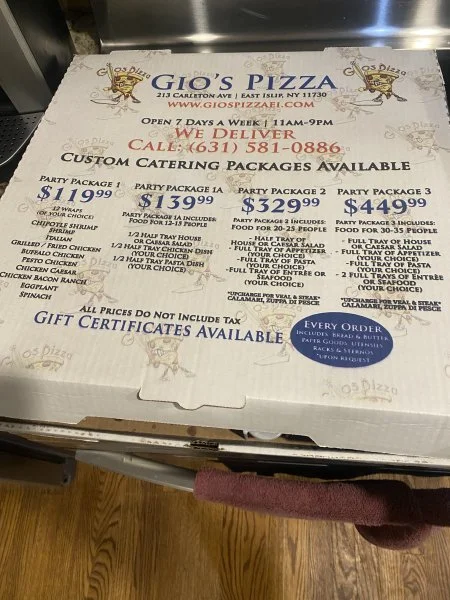 GIO'S PIZZA
213 CARLETON AVE | EAST ISLIP, NY 11730
WWW.GIOSPIZZAEI.COM
OPEN 7 DAYS A WEEK | 11AM-9PM
WE DELIVER
CALL: (631) 581-0886
CUSTOM CATERING PACKAGES AVAILABLE
PARTY PACKAGE 1
$119.99
12 WRAPS
(OF YOUR CHOICE)
CHIPOTLE SHRIMP
SHRIMP
ITALIAN
GRILLED / FRIED CHICKEN
BUFFALO CHICKEN
PESTO CHICKEN
CHICKEN CAESAR
CHICKEN BACON RANCH
EGGPLANT
SPINACH
PARTY PACKAGE 1A
$139.99
PARTY PACKAGE 1A INCLUDES:
FOOD FOR 12-15 PEOPLE
1/2 HALF TRAY HOUSE
OR CAESAR SALAD
1/2 HALF TRAY CHICKEN DISH
(YOUR CHOICE)
1/2 HALF TRAY PASTA DISH
(YOUR CHOICE)
PARTY PACKAGE 2
$329.99
PARTY PACKAGE 2 INCLUDES:
FOOD FOR 20-25 PEOPLE
- HALF TRAY OF
HOUSE OR CAESAR SALAD
- FULL TRAY OF APPETIZER
(YOUR CHOICE)
- FULL TRAY OF PASTA
(YOUR CHOICE)
- FULL TRAY OF ENTRÉE OR
SEAFOOD
(YOUR CHOICE)
*UPCHARGE FOR VEAL & STEAK*
CALAMARI, ZUPPA DI PESCE
PARTY PACKAGE 3
$449.99
PARTY PACKAGE 3 INCLUDES:
FOOD FOR 30-35 PEOPLE
- FULL TRAY OF HOUSE
OR CAESAR SALAD
- FULL TRAY OF APPETIZER
(YOUR CHOICE)
- FULL TRAY OF PASTA
(YOUR CHOICE)
- 2 FULL TRAYS OF ENTRÉE
OR SEAFOOD
(YOUR CHOICE)
*UPCHARGE FOR VEAL & STEAK*
CALAMARI, ZUPPA DI PESCE
ALL PRICES DO NOT INCLUDE TAX
GIFT CERTIFICATES AVAILABLE
EVERY ORDER
INCLUDES: BREAD & BUTTER
PAPER GOODS, UTENSILS
RACKS & STERNOS
*UPON REQUEST